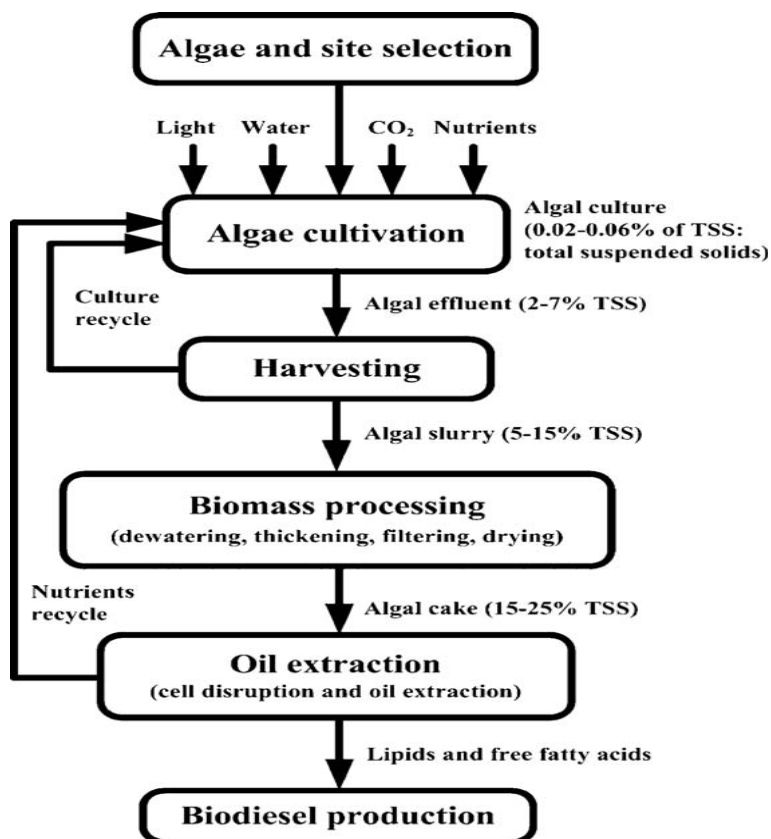 Algae and site selection
Light Water CO₂ Nutrients
Algae cultivation
Algal culture
(0.02-0.06% of TSS:
total suspended solids)
Culture
recycle
Algal effluent (2-7% TSS)
Harvesting
Algal slurry (5-15% TSS)
Biomass processing
(dewatering, thickening, filtering, drying)
Nutrients
recycle
Algal cake (15-25% TSS)
Oil extraction
(cell disruption and oil extraction)
Lipids and free fatty acids
Biodiesel production